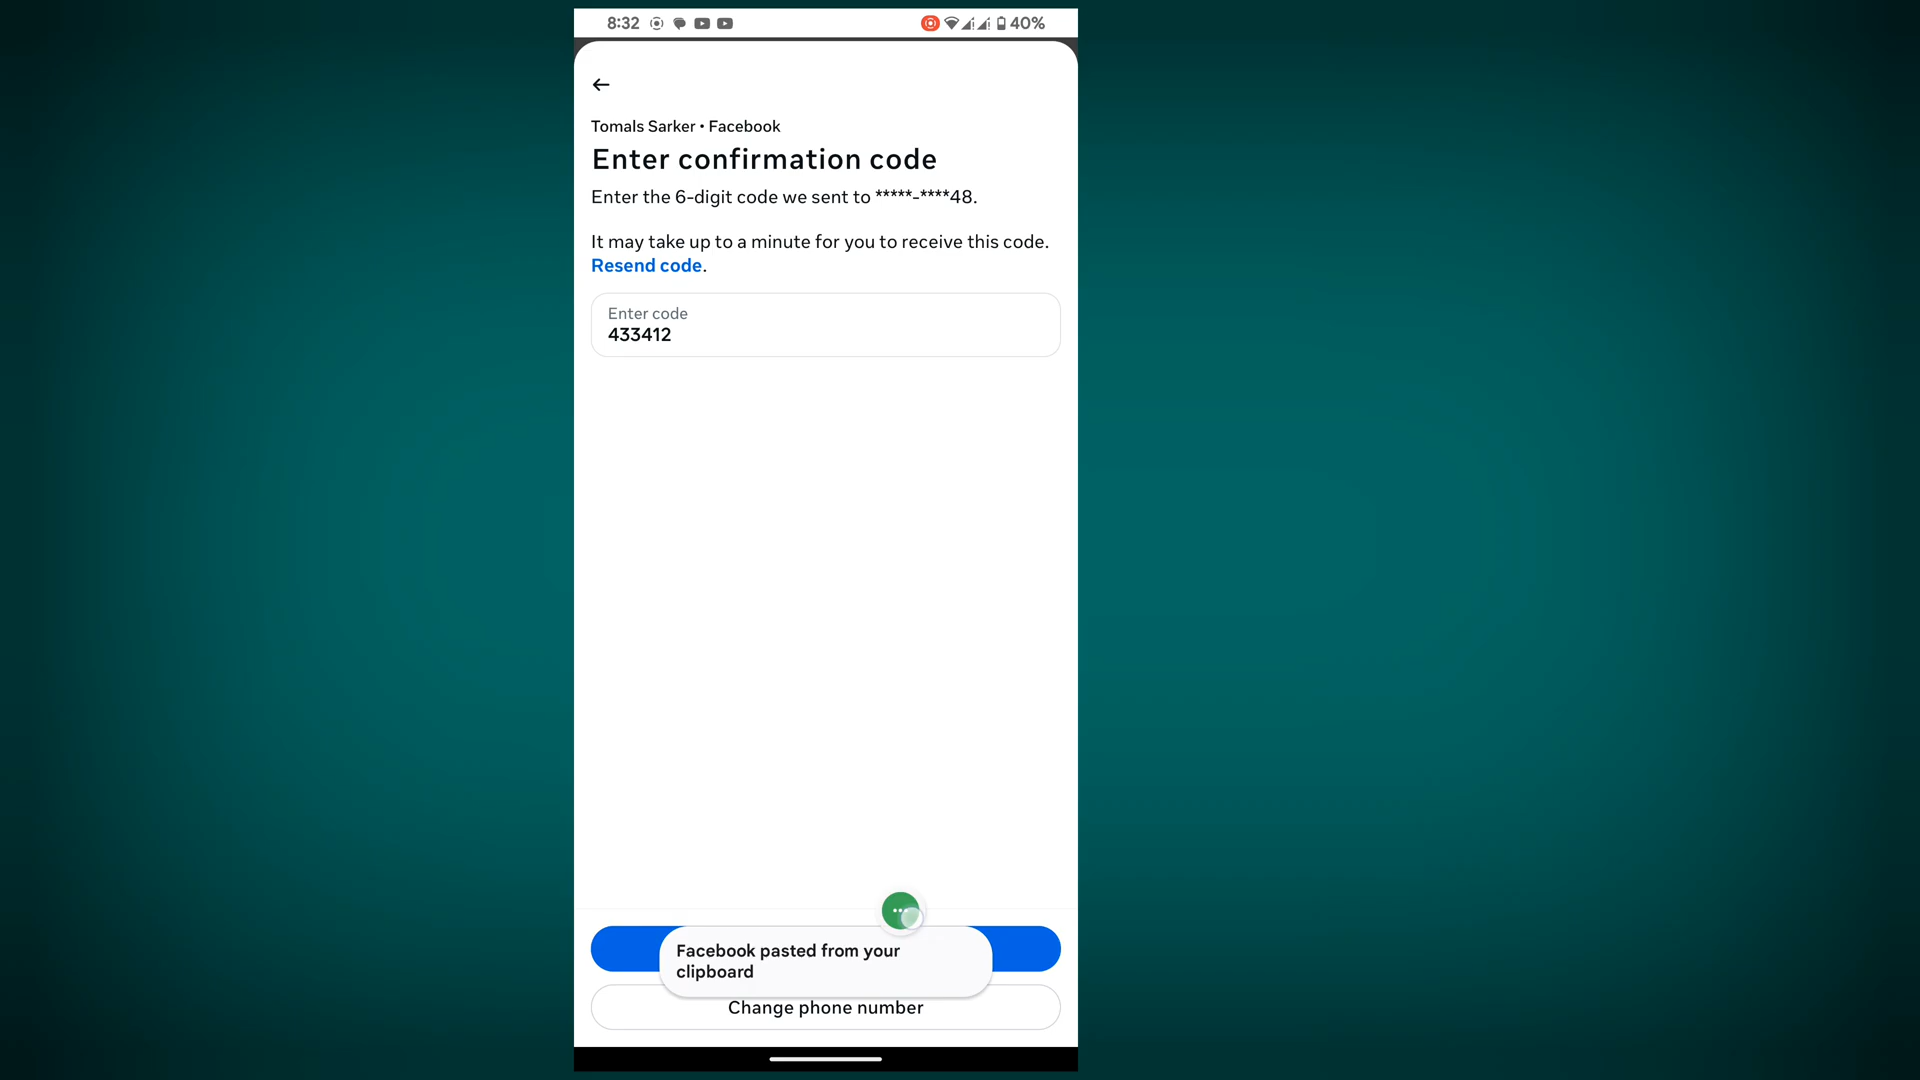 8:32
40%
Tomals Sarker • Facebook
Enter confirmation code
Enter the 6-digit code we sent to *****-****48.
It may take up to a minute for you to receive this code.
Resend code.
Enter code
433412
Facebook pasted from your
clipboard
Change phone number